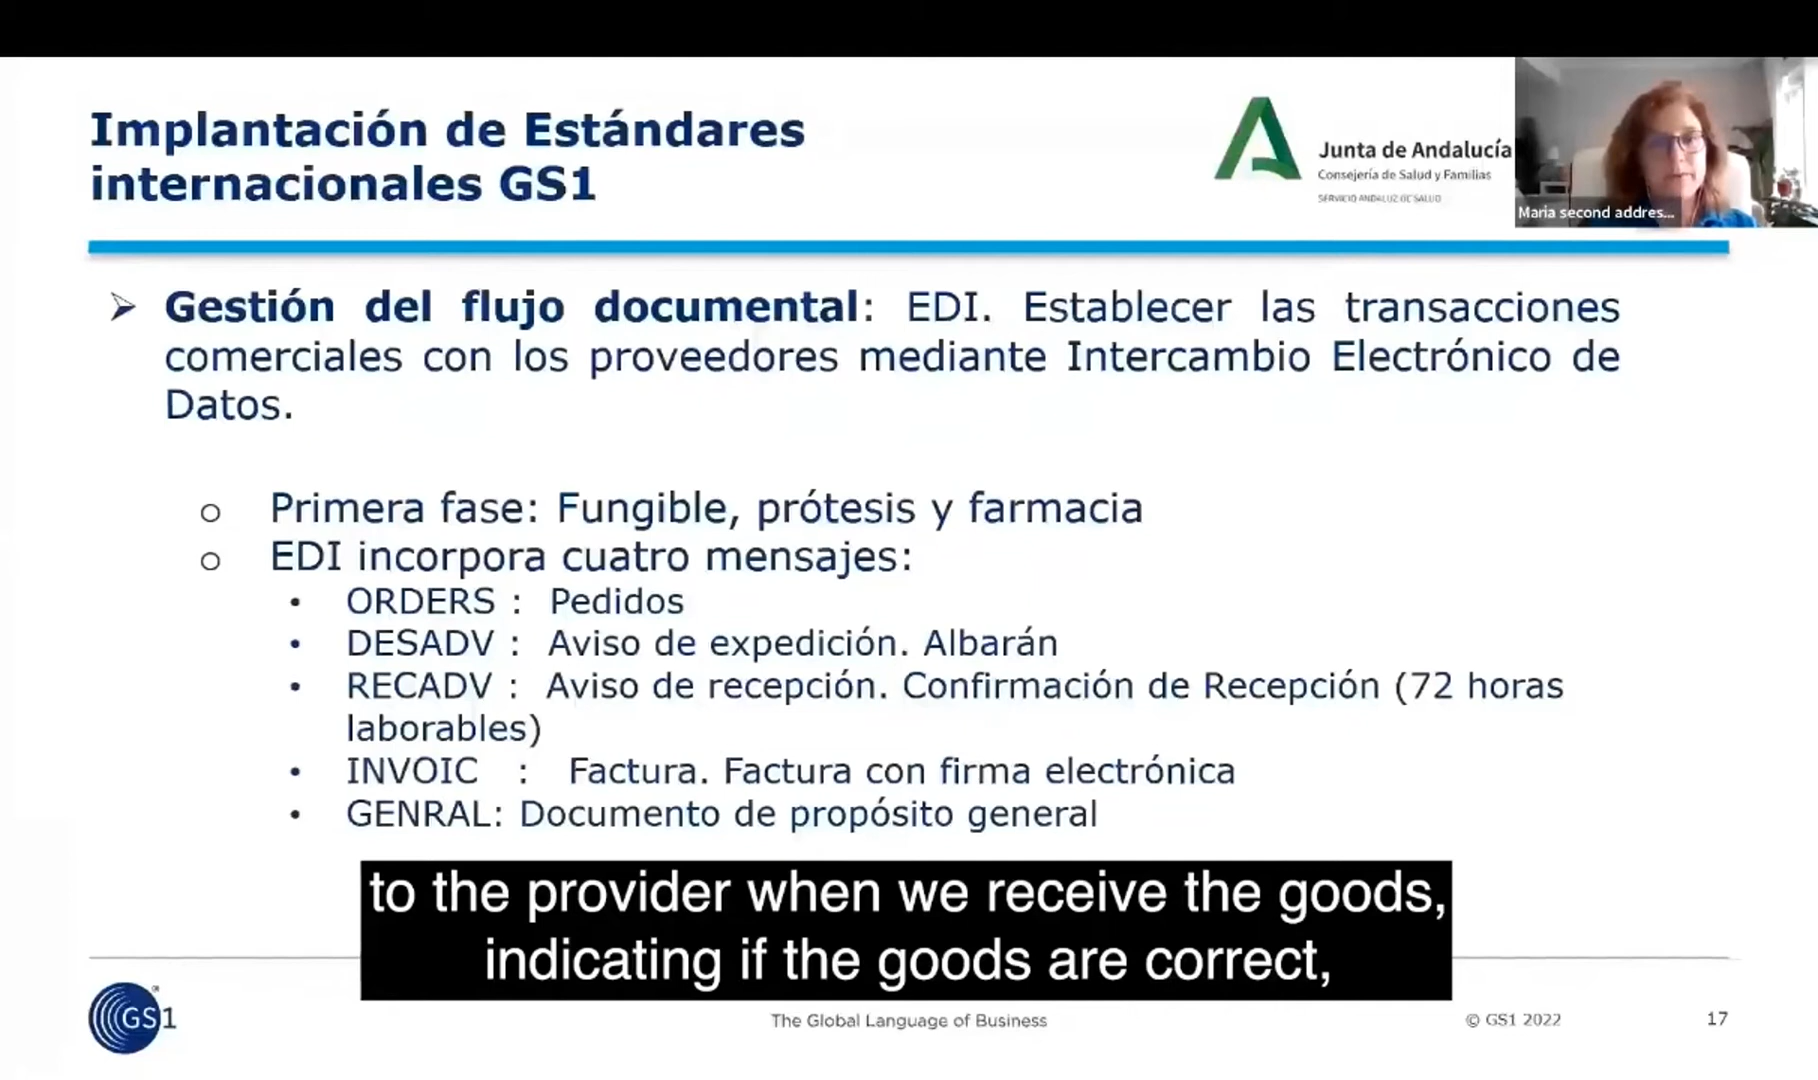 Implantación de Estándares
internacionales GS1
Junta de Andalucía
Consejería de Salud y Familias
SERVICIO ANDALUZ DE SALUD
Maria second addres...
➢ Gestión del flujo documental: EDI. Establecer las transacciones
comerciales con los proveedores mediante Intercambio Electrónico de
Datos.
o Primera fase: Fungible, prótesis y farmacia
o EDI incorpora cuatro mensajes:
• ORDERS : Pedidos
• DESADV : Aviso de expedición. Albarán
• RECADV : Aviso de recepción. Confirmación de Recepción (72 horas
laborables)
• INVOIC : Factura. Factura con firma electrónica
• GENRAL: Documento de propósito general
to the provider when we receive the goods,
indicating if the goods are correct,
GS1
The Global Language of Business
© GS1 2022
17